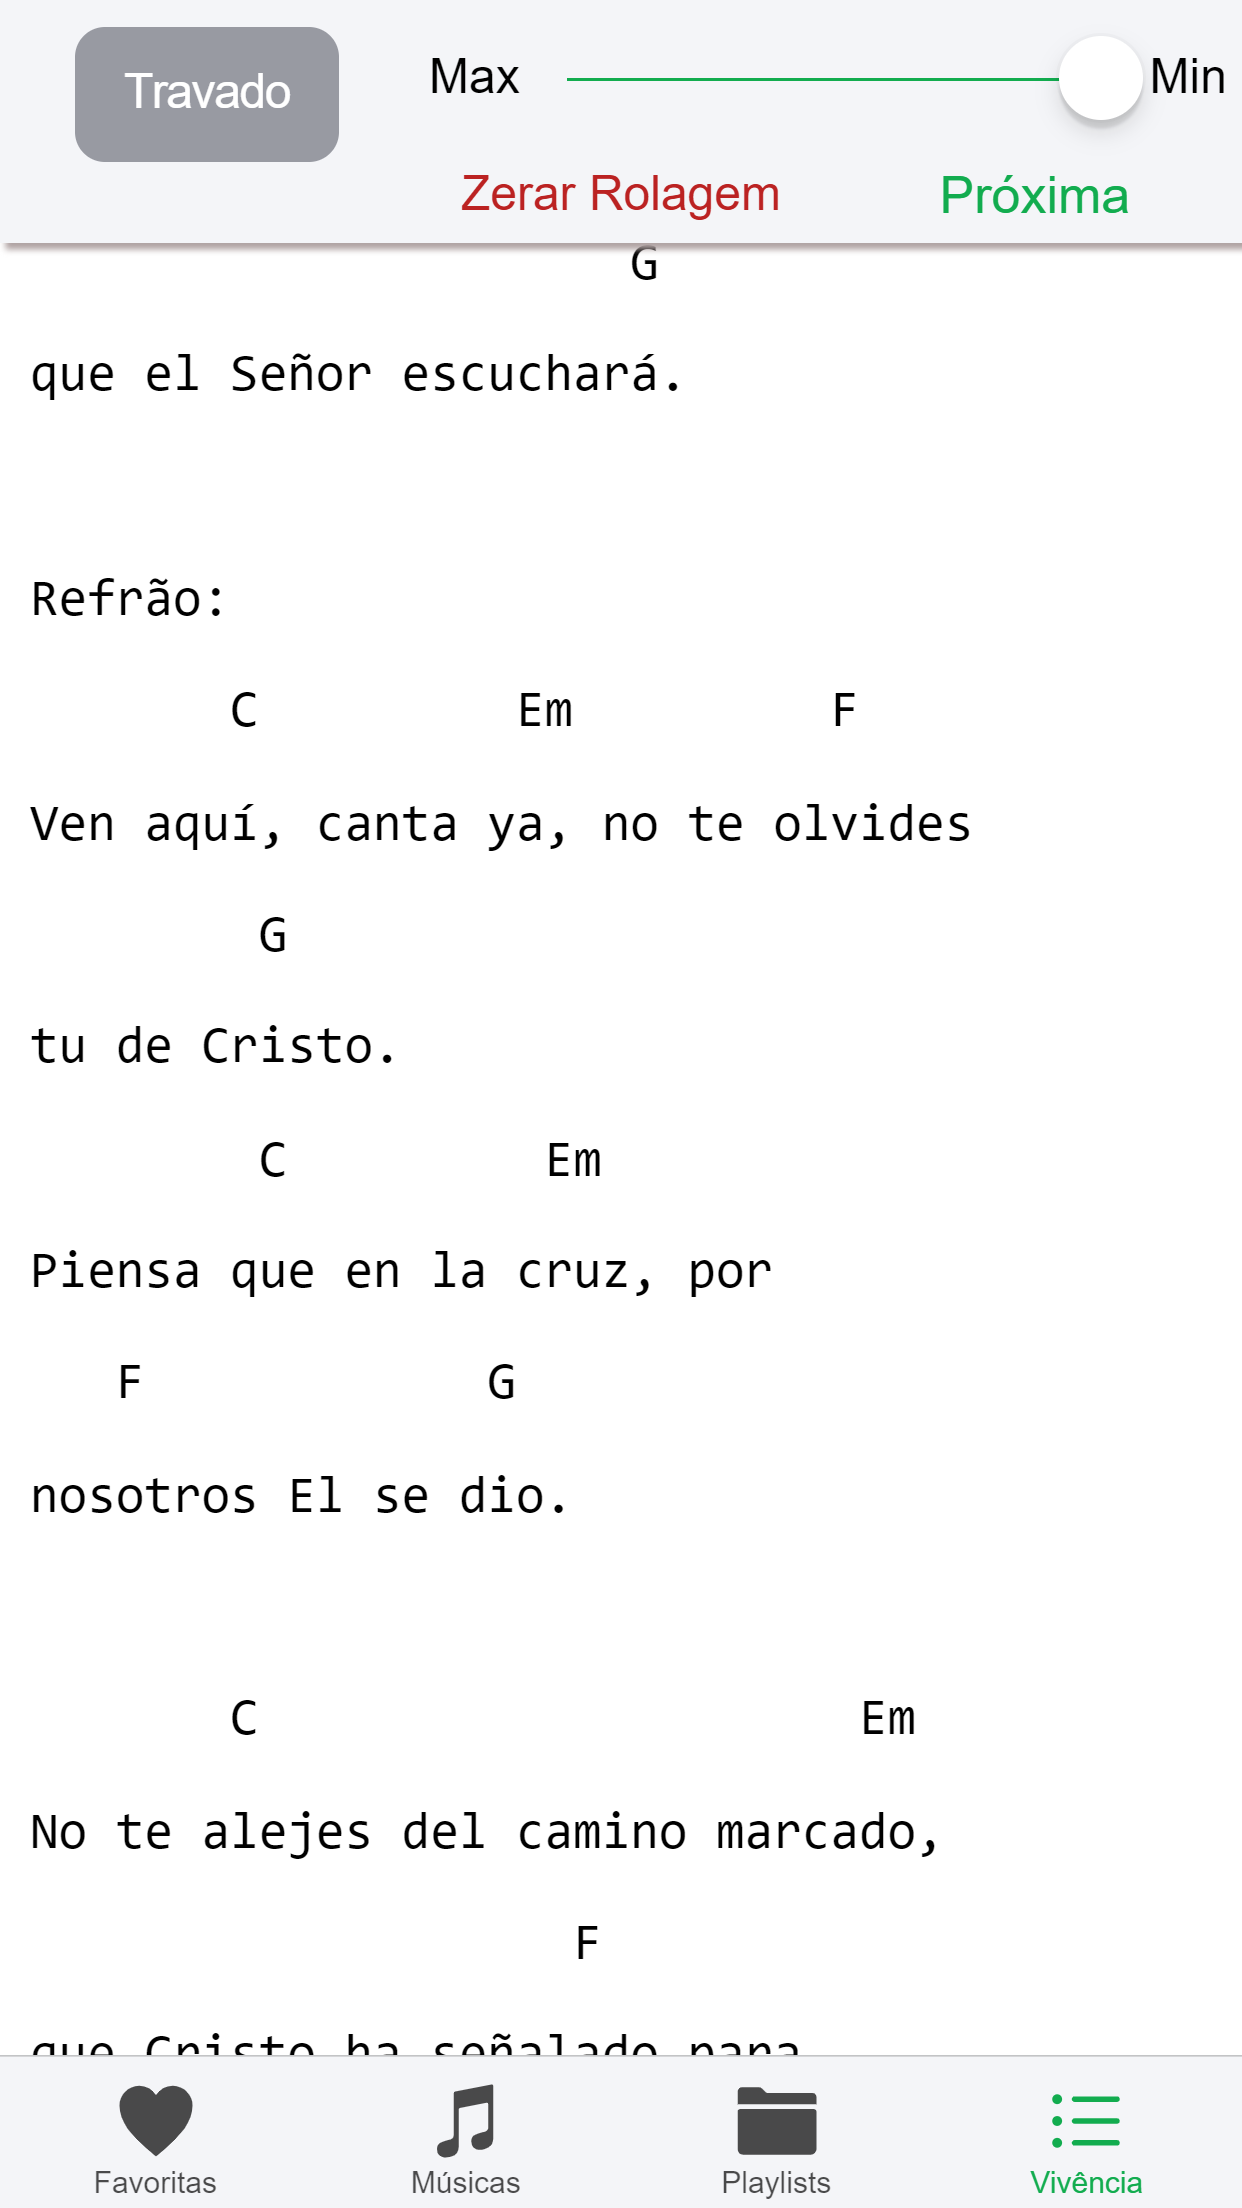 Travado
Max
Min
Zerar Rolagem
Próxima
G
que el Señor escuchará.
Refrão:
C Em F
Ven aquí, canta ya, no te olvides
G
tu de Cristo.
C Em
Piensa que en la cruz, por
F G
nosotros El se dio.
C Em
No te alejes del camino marcado,
F
que Cristo ha señalado para
Favoritas
Músicas
Playlists
Vivência